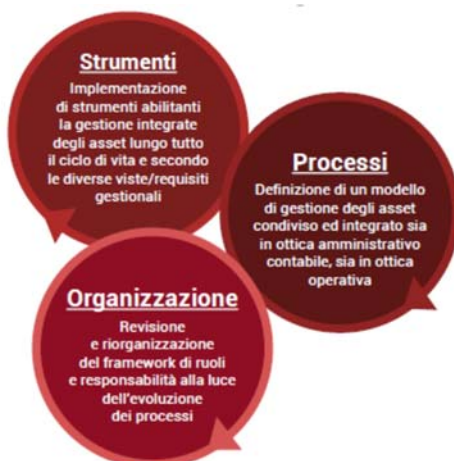 Strumenti
Implementazione
di strumenti abilitanti
la gestione integrate
degli asset lungo tutto
il ciclo di vita e secondo
le diverse viste/requisiti
gestionali
Processi
Definizione di un modello
di gestione degli asset
condiviso ed integrato sia
in ottica amministrativo
contabile, sia in ottica
operativa
Organizzazione
Revisione
e riorganizzazione
del framework di ruoli
e responsabilità alla luce
dell'evoluzione
dei processi